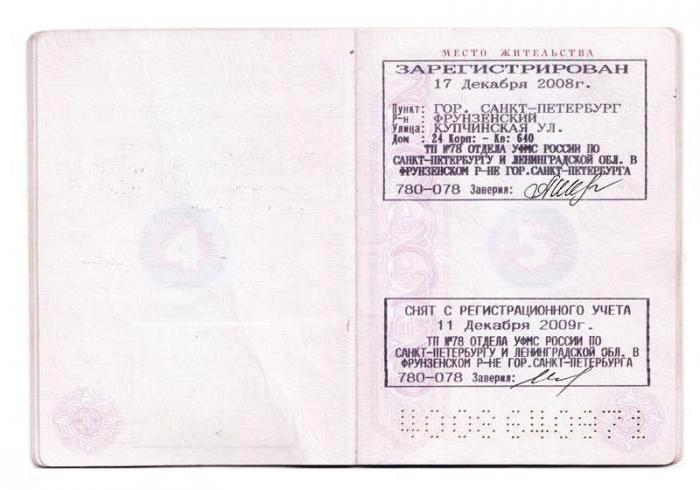 МЕСТО ЖИТЕЛЬСТВА
ЗАРЕГИСТРИРОВАН
17 Декабря 2008г.
Пункт: ГОР. САНКТ-ПЕТЕРБУРГ
Р-н : ФРУНЗЕНСКИЙ
Улица: КУПЧИНСКАЯ УЛ.
Дом : 24 Корп: - Кв: 640
ТП №78 ОТДЕЛА УФМС РОССИИ ПО
САНКТ-ПЕТЕРБУРГУ И ЛЕНИНГРАДСКОЙ ОБЛ. В
ФРУНЗЕНСКОМ Р-НЕ ГОР.САНКТ-ПЕТЕРБУРГА
780-078 Заверил:
4
5
СНЯТ С РЕГИСТРАЦИОННОГО УЧЕТА
11 Декабря 2009г.
ТП №78 ОТДЕЛА УФМС РОССИИ ПО
САНКТ-ПЕТЕРБУРГУ И ЛЕНИНГРАДСКОЙ ОБЛ. В
ФРУНЗЕНСКОМ Р-НЕ ГОР.САНКТ-ПЕТЕРБУРГА
780-078 Заверил: